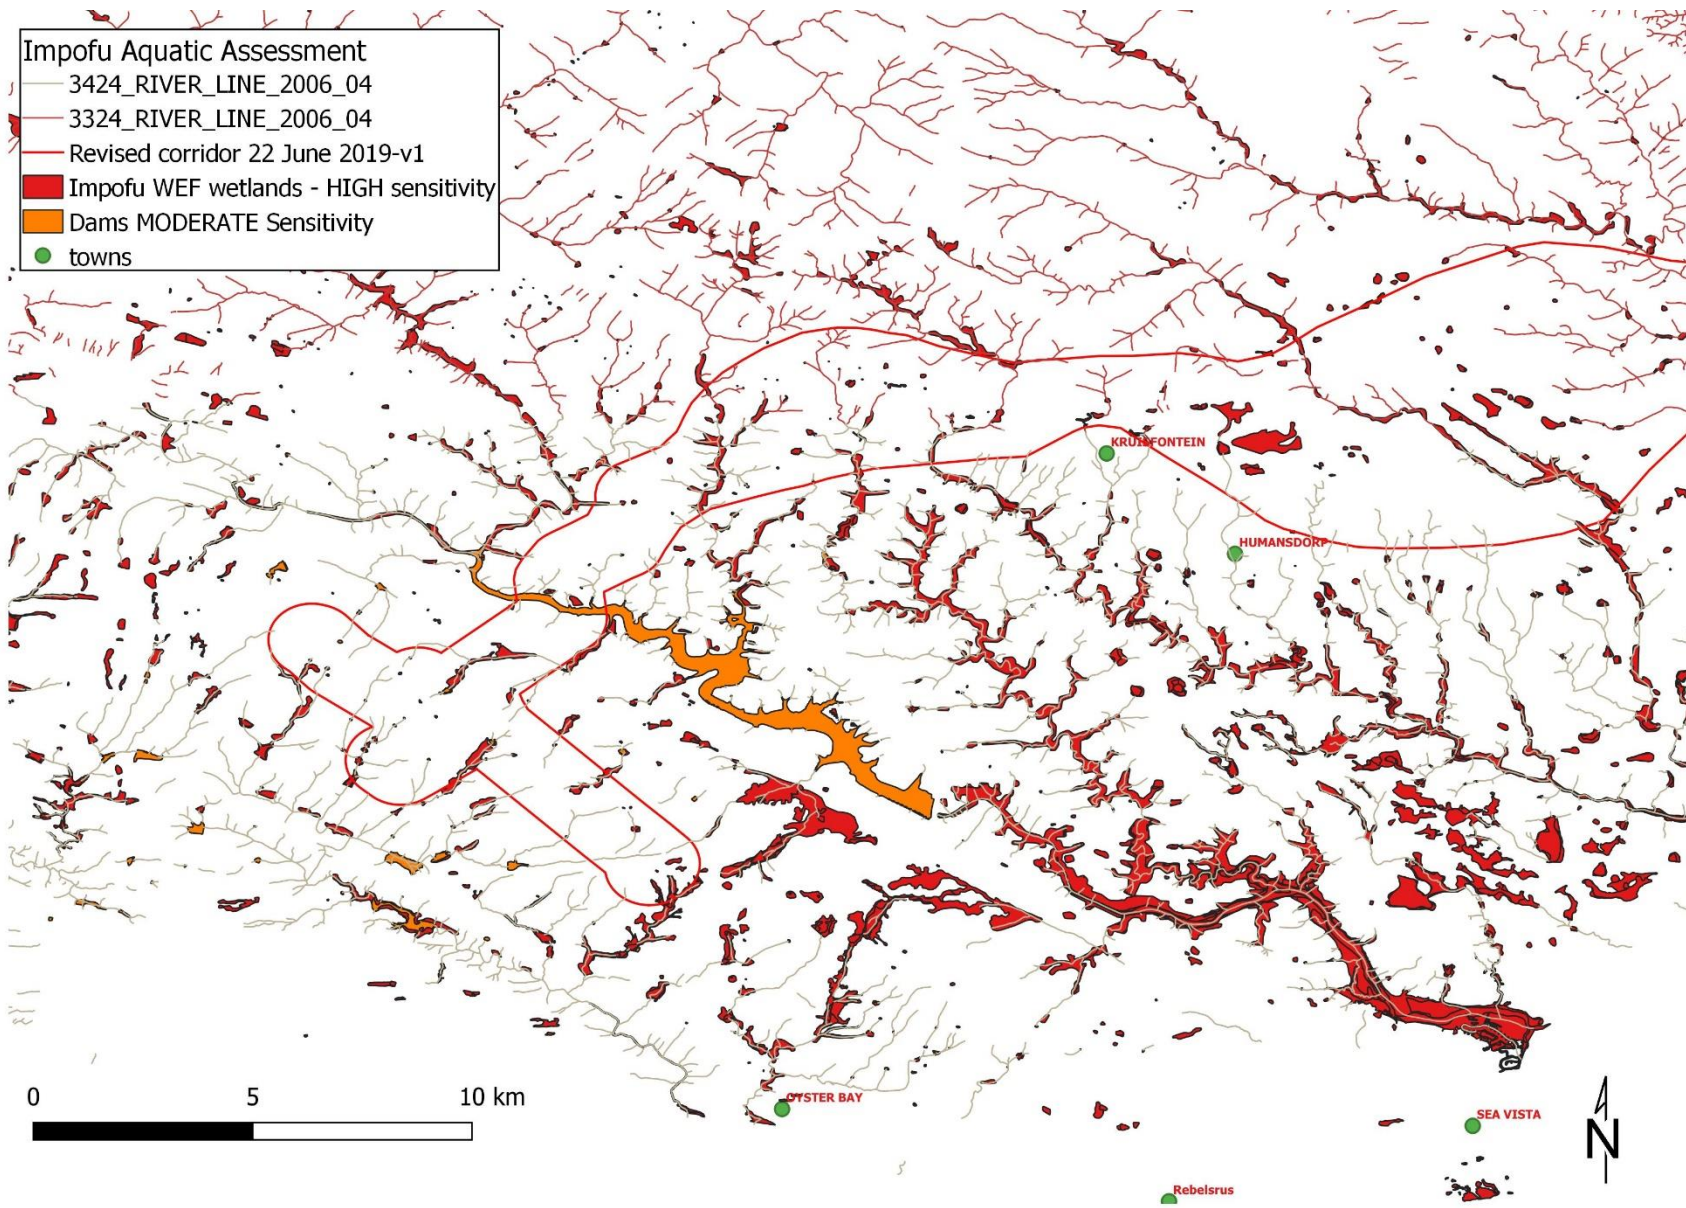 Impofu Aquatic Assessment
3424_RIVER_LINE_2006_04
3324_RIVER_LINE_2006_04
Revised corridor 22 June 2019-v1
Impofu WEF wetlands - HIGH sensitivity
Dams MODERATE Sensitivity
towns
KRUISFONTEIN
HUMANSDORP
0 5 10 km
OYSTER BAY
SEA VISTA
N
Rebelsrus